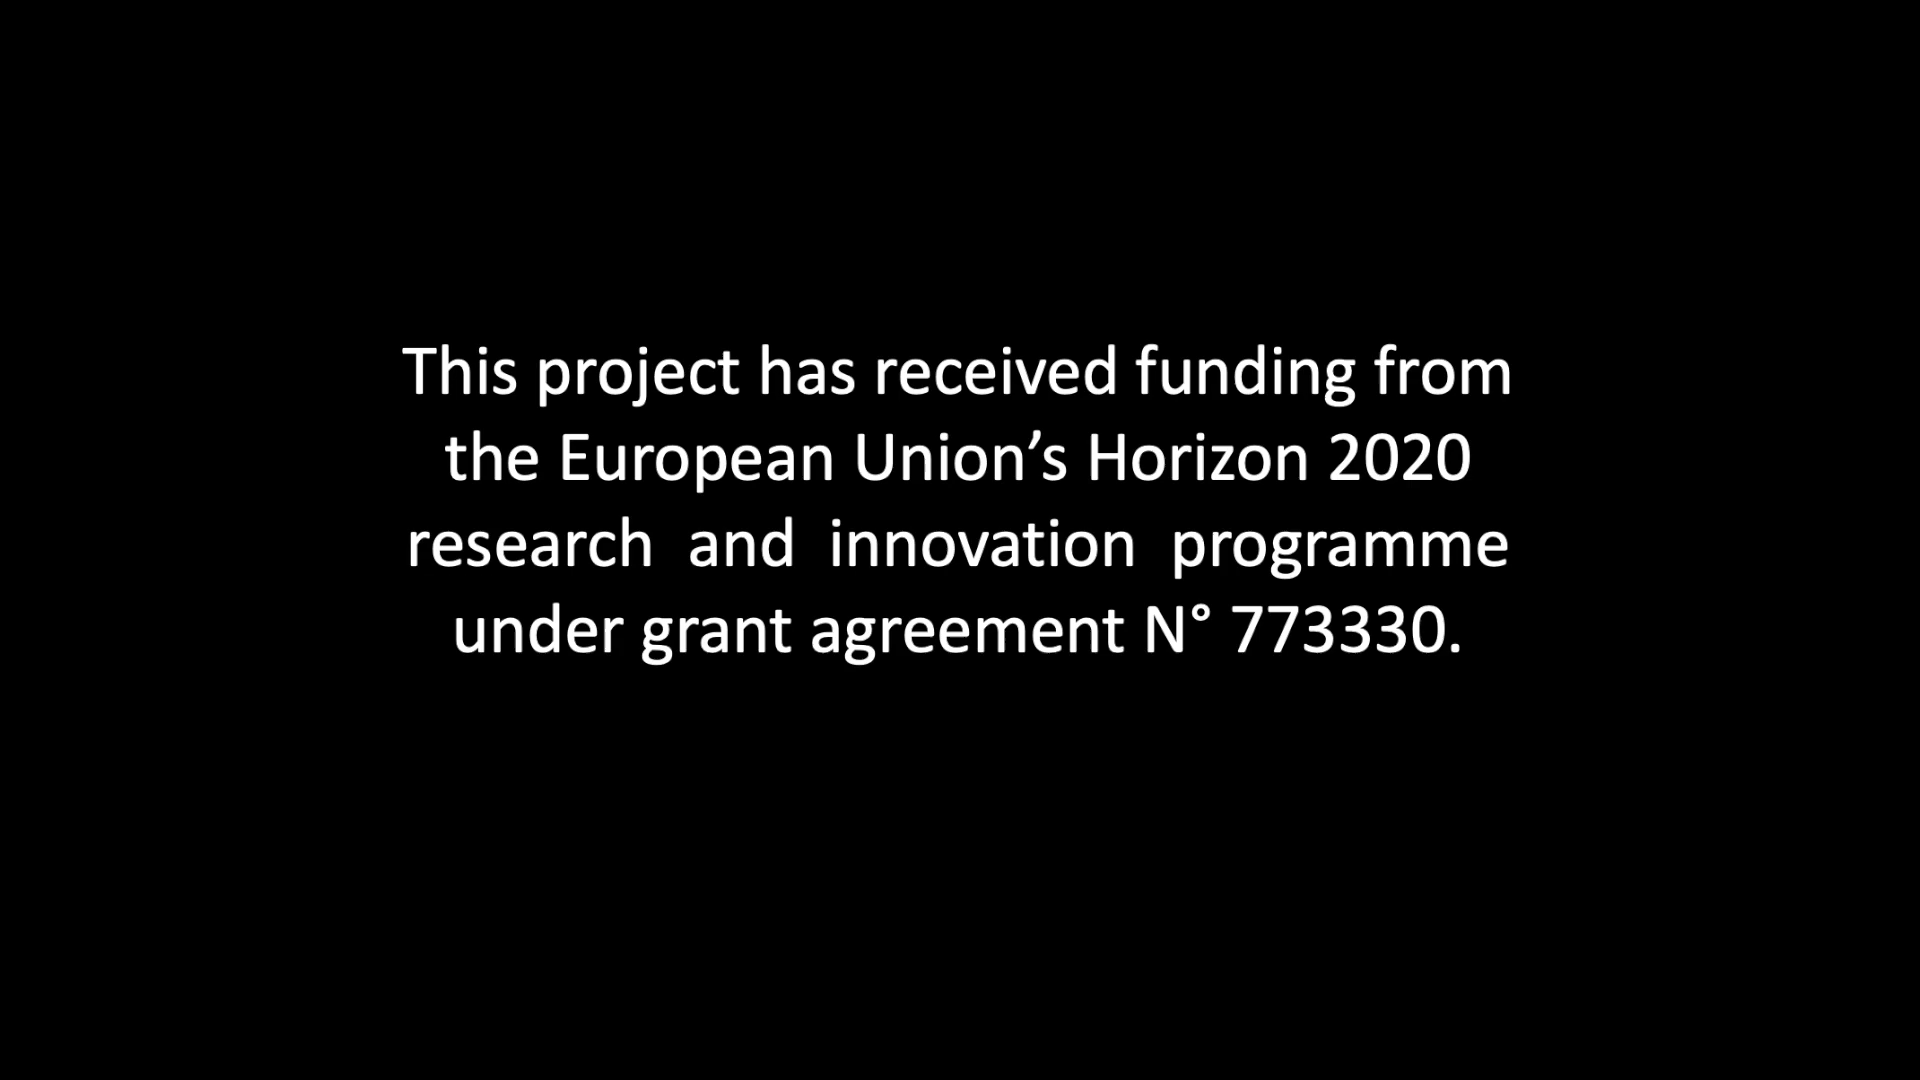 This project has received funding from
the European Union’s Horizon 2020
research and innovation programme
under grant agreement N° 773330.